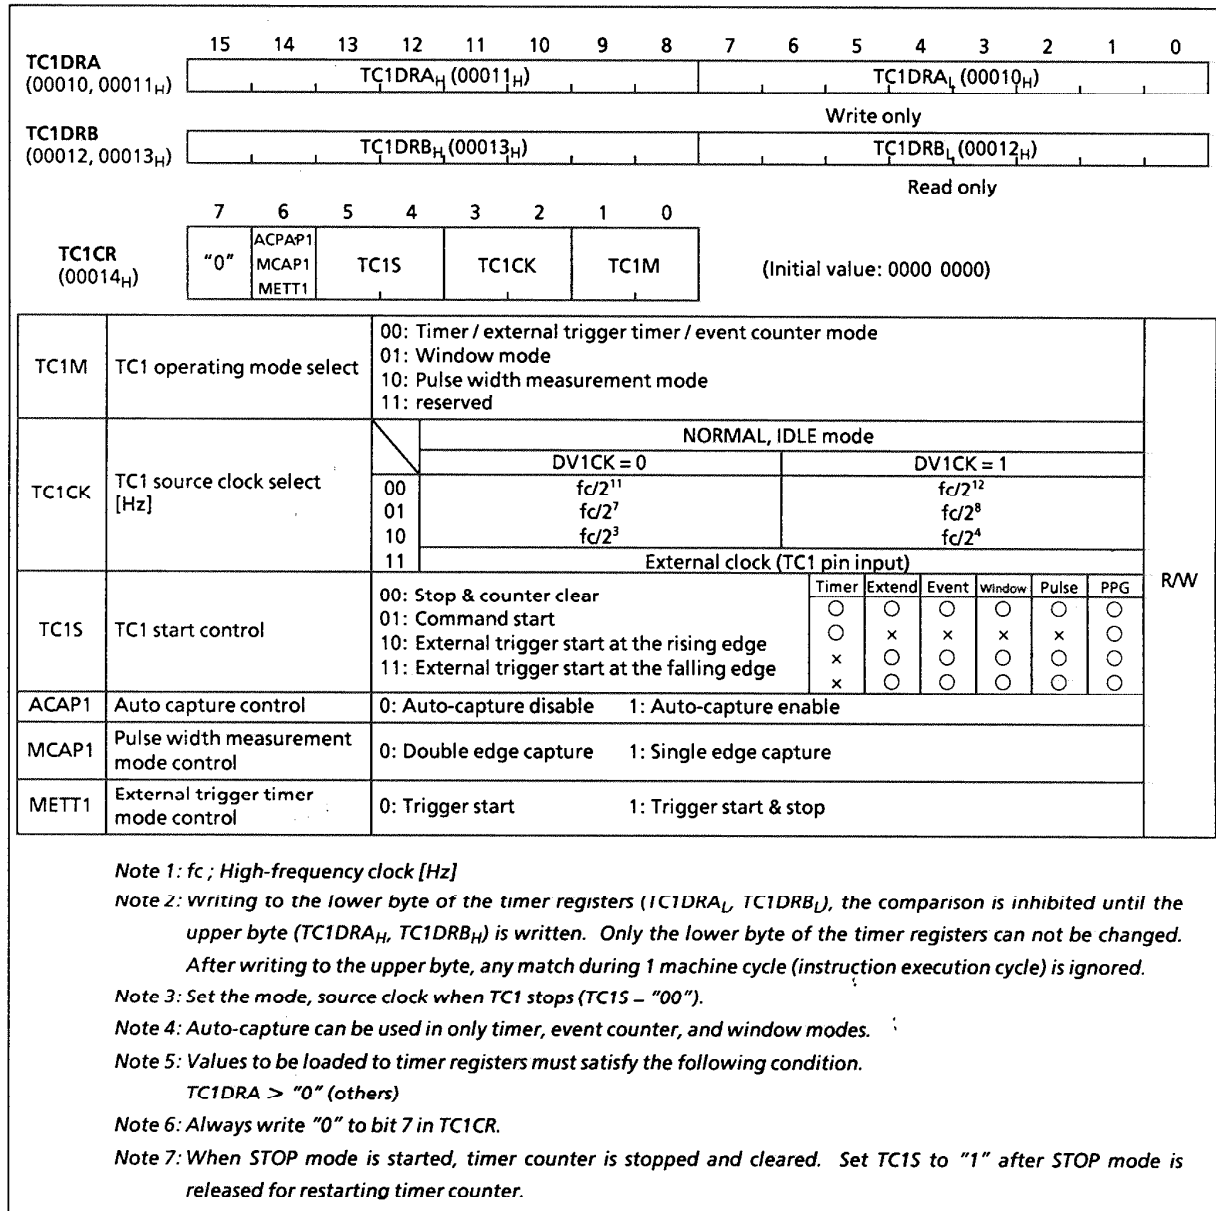 15 14 13 12 11 10 9 8 7 6 5 4 3 2 1 0
TC1DRA
(00010, 00011H)
TC1DRAH (00011H) TC1DRAL (00010H)
Write only
TC1DRB
(00012, 00013H)
TC1DRBH (00013H) TC1DRBL (00012H)
Read only
7 6 5 4 3 2 1 0
TC1CR
(00014H)
"0" ACPAP1 MCAP1 METT1 TC1S TC1CK TC1M (Initial value: 0000 0000)
TC1M TC1 operating mode select
00: Timer / external trigger timer / event counter mode
01: Window mode
10: Pulse width measurement mode
11: reserved
R/W
TC1CK TC1 source clock select
[Hz]
NORMAL, IDLE mode
DV1CK = 0 DV1CK = 1
00 fc/2¹¹ fc/2¹²
01 fc/2⁷ fc/2⁸
10 fc/2³ fc/2⁴
11 External clock (TC1 pin input)
TC1S TC1 start control
Timer Extend Event Window Pulse PPG
00: Stop & counter clear ○ ○ ○ ○ ○ ○
01: Command start ○ × × × × ○
10: External trigger start at the rising edge × ○ ○ ○ ○ ○
11: External trigger start at the falling edge × ○ ○ ○ ○ ○
ACAP1 Auto capture control 0: Auto-capture disable 1: Auto-capture enable
MCAP1 Pulse width measurement
mode control 0: Double edge capture 1: Single edge capture
METT1 External trigger timer
mode control 0: Trigger start 1: Trigger start & stop
Note 1: fc ; High-frequency clock [Hz]
Note 2: Writing to the lower byte of the timer registers (TC1DRAL, TC1DRBL), the comparison is inhibited until the
upper byte (TC1DRAH, TC1DRBH) is written. Only the lower byte of the timer registers can not be changed.
After writing to the upper byte, any match during 1 machine cycle (instruction execution cycle) is ignored.
Note 3: Set the mode, source clock when TC1 stops (TC1S – "00").
Note 4: Auto-capture can be used in only timer, event counter, and window modes.
Note 5: Values to be loaded to timer registers must satisfy the following condition.
TC1DRA > "0" (others)
Note 6: Always write "0" to bit 7 in TC1CR.
Note 7: When STOP mode is started, timer counter is stopped and cleared. Set TC1S to "1" after STOP mode is
released for restarting timer counter.